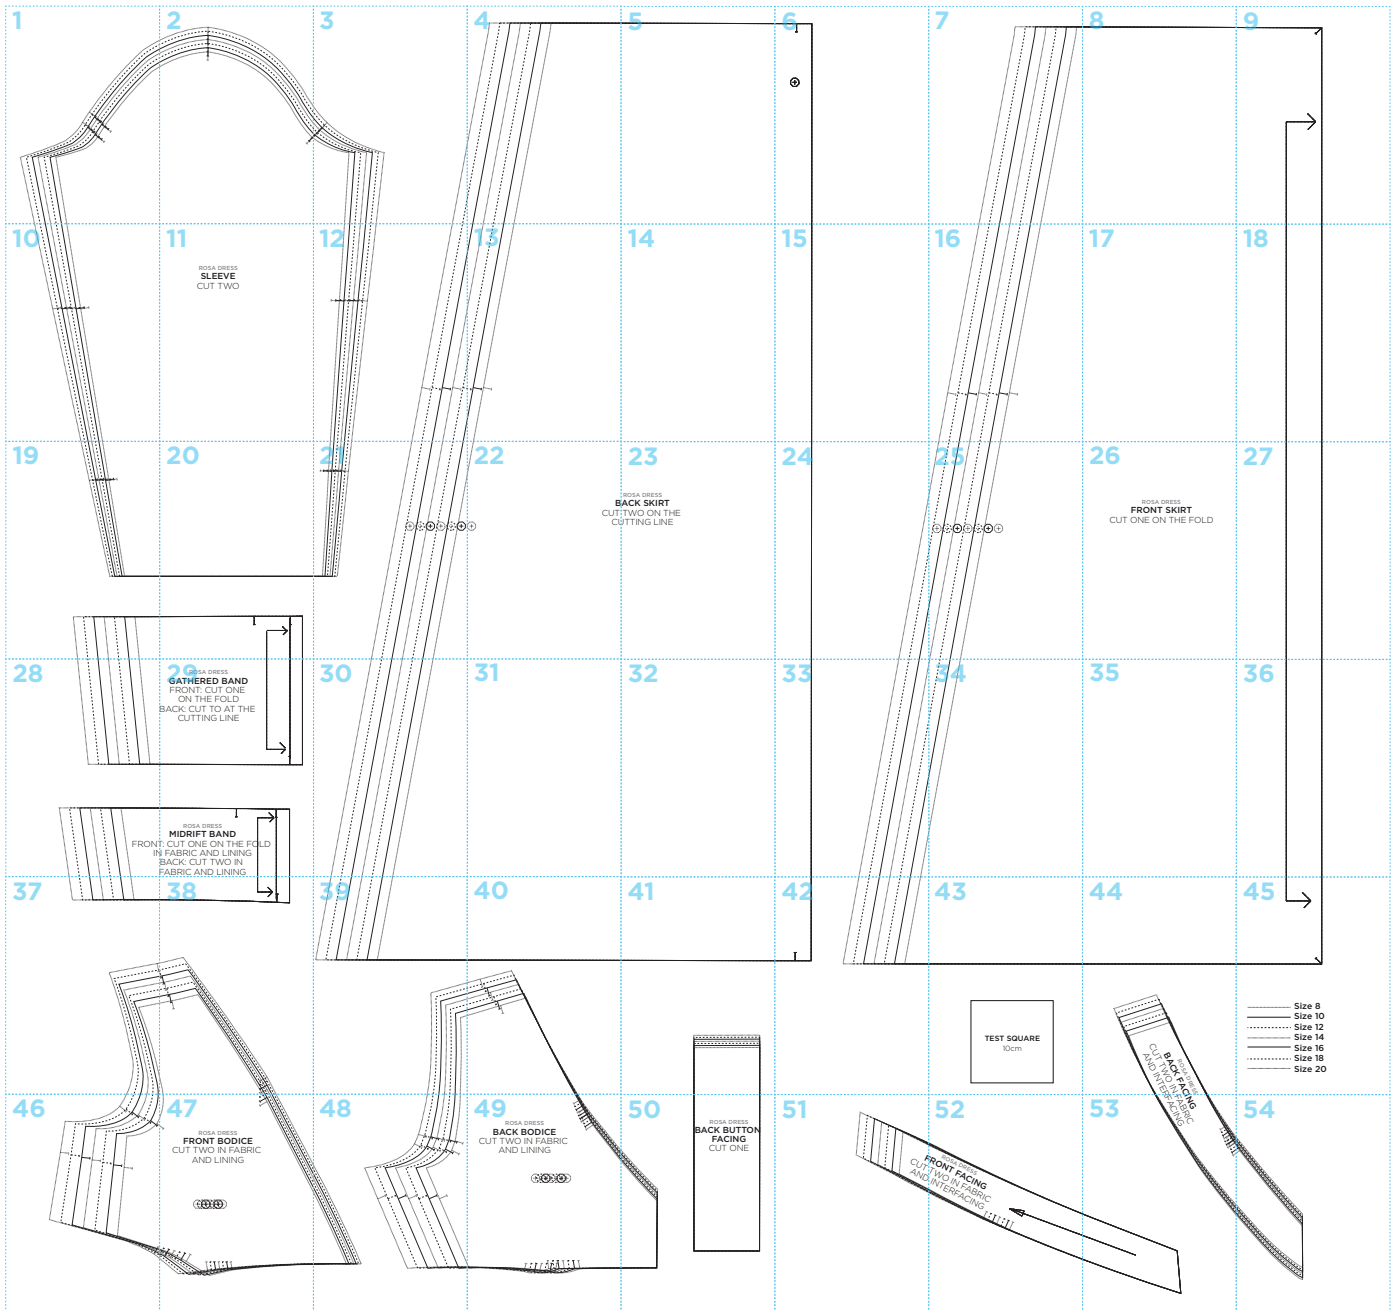 1
2
3
4
5
6
7
8
9
10
11
12
13
14
15
16
17
18
ROSA DRESS
SLEEVE
CUT TWO
19
20
21
22
23
24
25
26
27
ROSA DRESS
BACK SKIRT
CUT TWO ON THE
CUTTING LINE
ROSA DRESS
FRONT SKIRT
CUT ONE ON THE FOLD
28
29
30
31
32
33
34
35
36
ROSA DRESS
GATHERED BAND
FRONT: CUT ONE
ON THE FOLD
BACK: CUT TO AT THE
CUTTING LINE
ROSA DRESS
MIDRIFT BAND
FRONT: CUT ONE ON THE FOLD
IN FABRIC AND LINING
BACK: CUT TWO IN
FABRIC AND LINING
37
38
39
40
41
42
43
44
45
TEST SQUARE
10cm
Size 8
Size 10
Size 12
Size 14
Size 16
Size 18
Size 20
ROSA DRESS
BACK FACING
CUT TWO IN FABRIC
AND INTERFACING
46
47
48
49
50
51
52
53
54
ROSA DRESS
FRONT BODICE
CUT TWO IN FABRIC
AND LINING
ROSA DRESS
BACK BODICE
CUT TWO IN FABRIC
AND LINING
ROSA DRESS
BACK BUTTON
FACING
CUT ONE
ROSA DRESS
FRONT FACING
CUT TWO IN FABRIC
AND INTERFACING